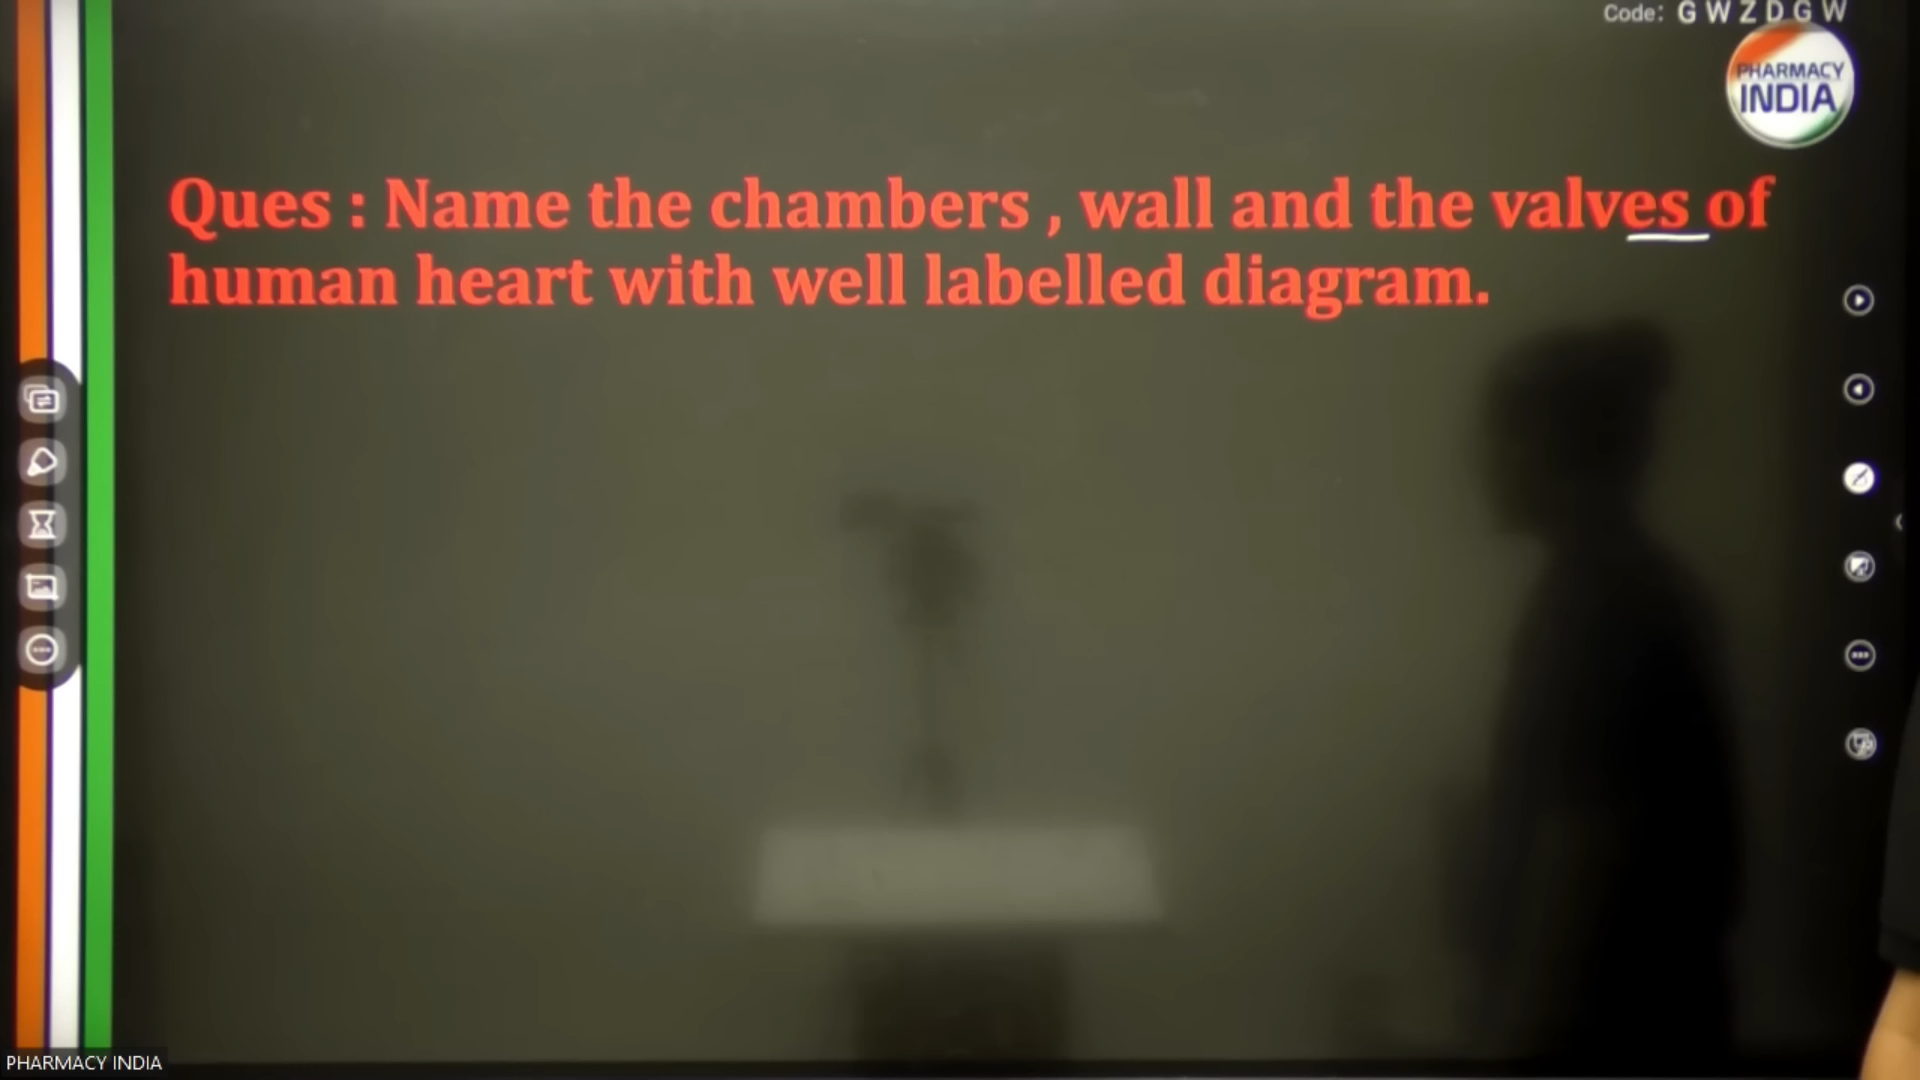 Code: GWZDGW
PHARMACY
INDIA
Ques : Name the chambers , wall and the valves of
human heart with well labelled diagram.
PHARMACY INDIA